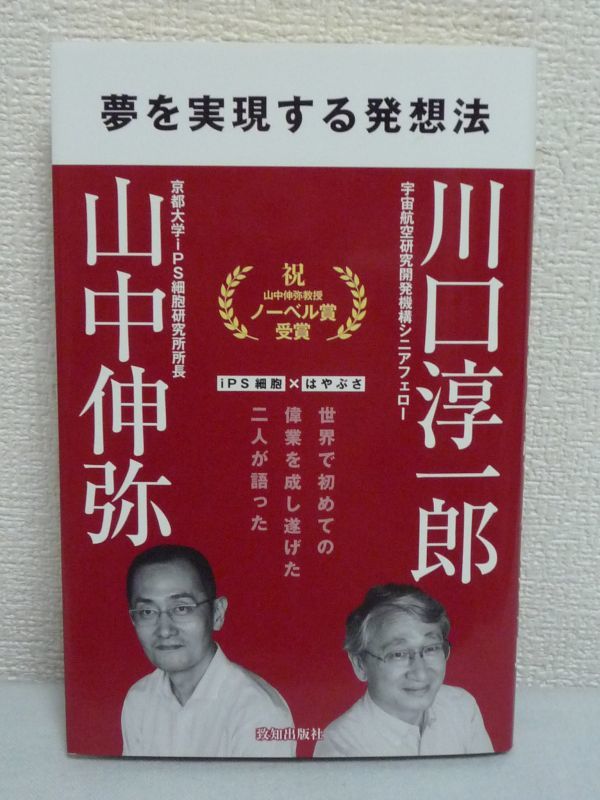 夢を実現する発想法
川口淳一郎
宇宙航空研究開発機構シニアフェロー
祝
山中伸弥教授
ノーベル賞
受賞
京都大学iPS細胞研究所所長
山中伸弥
iPS細胞×はやぶさ
世界で初めての
偉業を成し遂げた
二人が語った
致知出版社